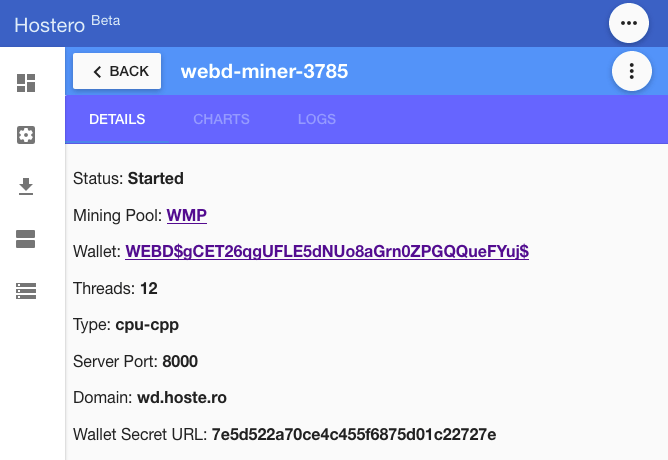 Hostero Beta
BACK webd-miner-3785
DETAILS CHARTS LOGS
Status: Started
Mining Pool: WMP
Wallet: WEBD$gCET26qgUFLE5dNUo8aGrn0ZPGQQueFYuj$
Threads: 12
Type: cpu-cpp
Server Port: 8000
Domain: wd.hoste.ro
Wallet Secret URL: 7e5d522a70ce4c455f6875d01c22727e